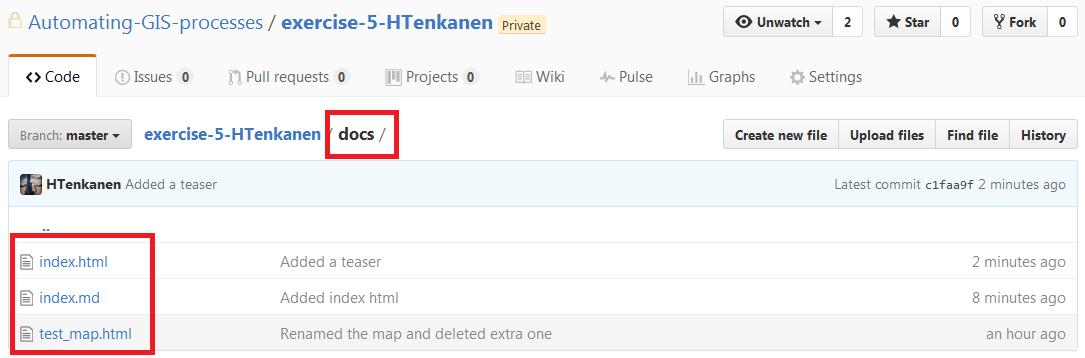 Automating-GIS-processes / exercise-5-HTenkanen Private Unwatch 2 Star 0 Fork 0
Code Issues 0 Pull requests 0 Projects 0 Wiki Pulse Graphs Settings
Branch: master exercise-5-HTenkanen / docs / Create new file Upload files Find file History
HTenkanen Added a teaser Latest commit c1faa9f 2 minutes ago
..
index.html Added a teaser 2 minutes ago
index.md Added index html 8 minutes ago
test_map.html Renamed the map and deleted extra one an hour ago